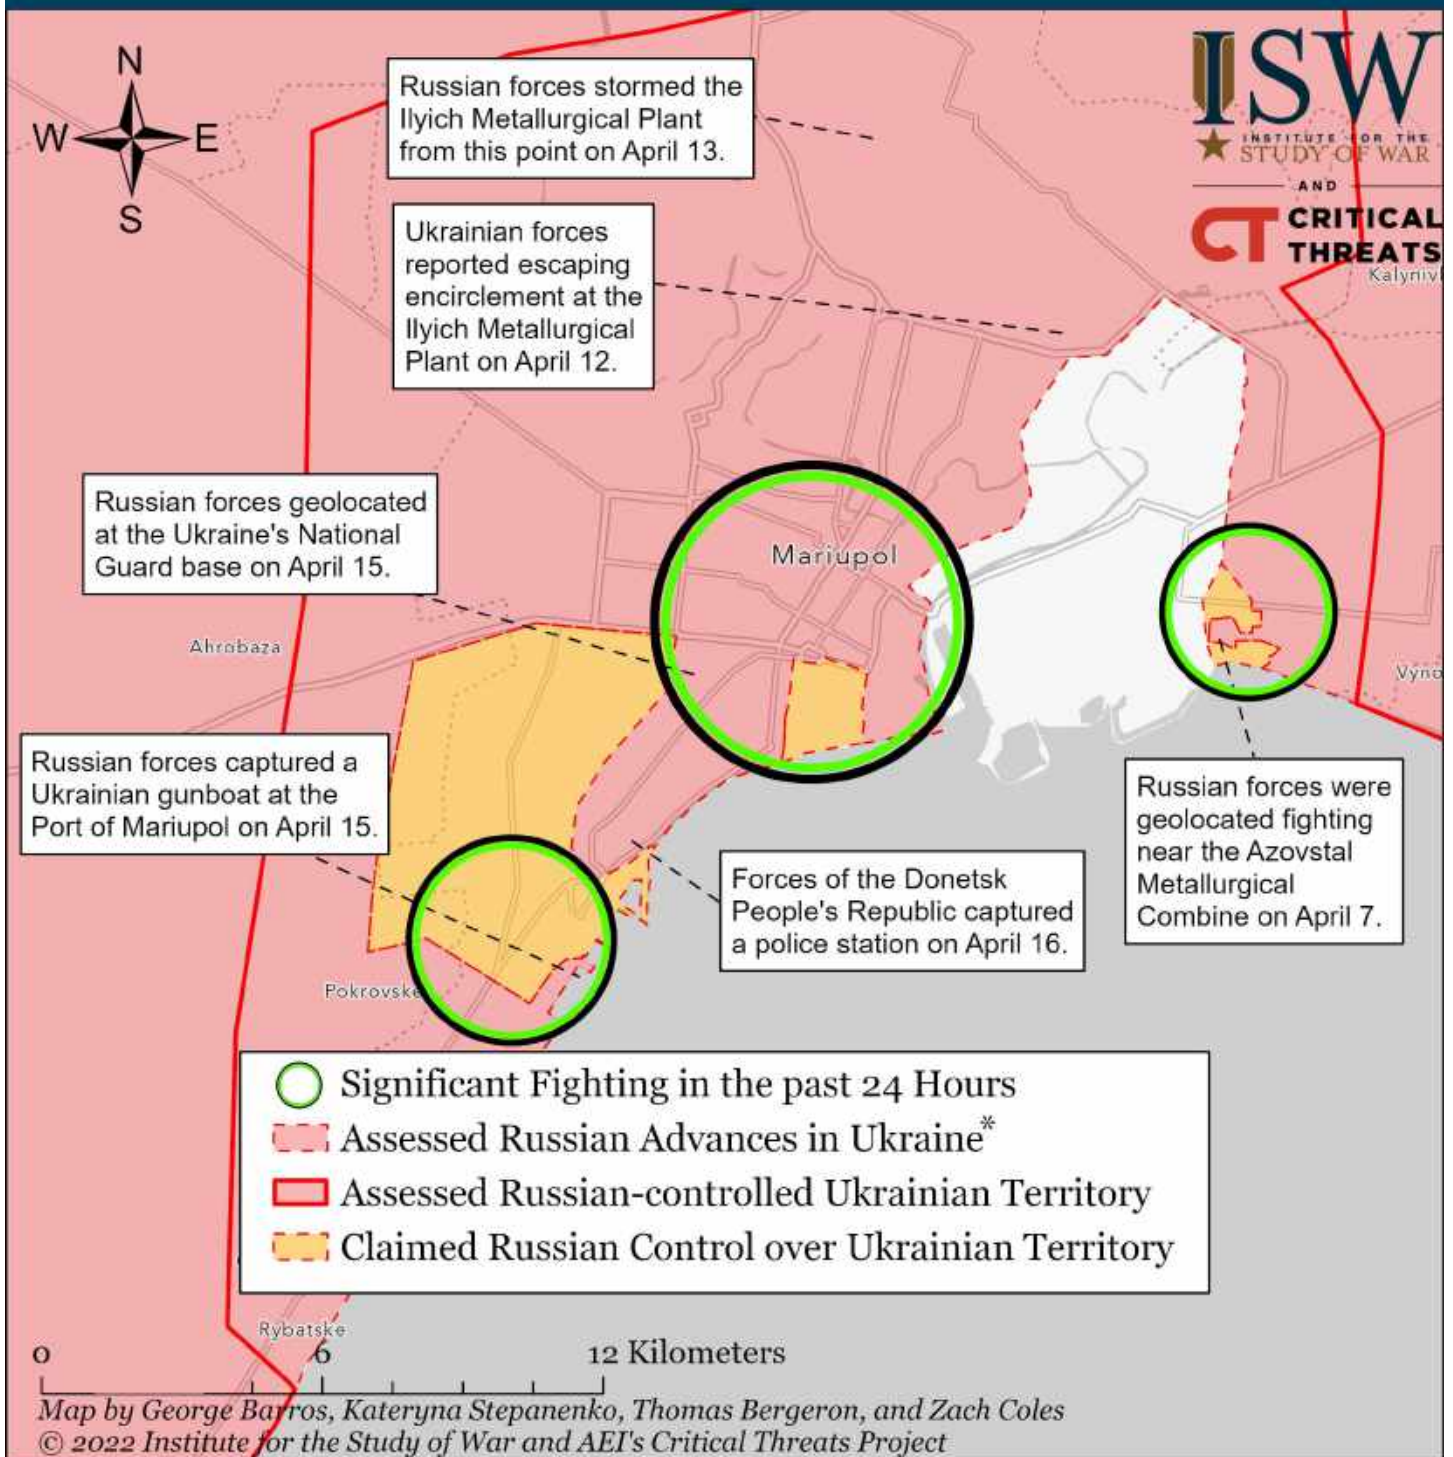 N
W
E
S
Russian forces stormed the
Ilyich Metallurgical Plant
from this point on April 13.
ISW
INSTITUTE FOR THE
STUDY OF WAR
AND
CT CRITICAL
THREATS
Kalyniv
Ukrainian forces
reported escaping
encirclement at the
Ilyich Metallurgical
Plant on April 12.
Russian forces geolocated
at the Ukraine's National
Guard base on April 15.
Mariupol
Ahrobaza
Vyno
Russian forces captured a
Ukrainian gunboat at the
Port of Mariupol on April 15.
Russian forces were
geolocated fighting
near the Azovstal
Metallurgical
Combine on April 7.
Forces of the Donetsk
People's Republic captured
a police station on April 16.
Pokrovske
Significant Fighting in the past 24 Hours
Assessed Russian Advances in Ukraine*
Assessed Russian-controlled Ukrainian Territory
Claimed Russian Control over Ukrainian Territory
Rybatske
0 6 12 Kilometers
Map by George Barros, Kateryna Stepanenko, Thomas Bergeron, and Zach Coles
© 2022 Institute for the Study of War and AEI's Critical Threats Project